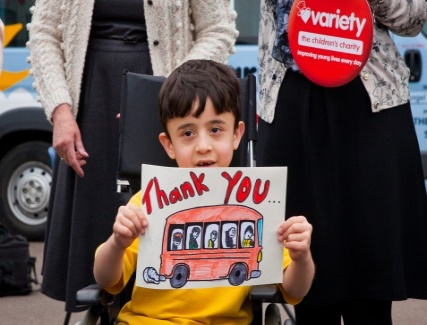 variety
the children's charity
improving young lives every day
Thank You...